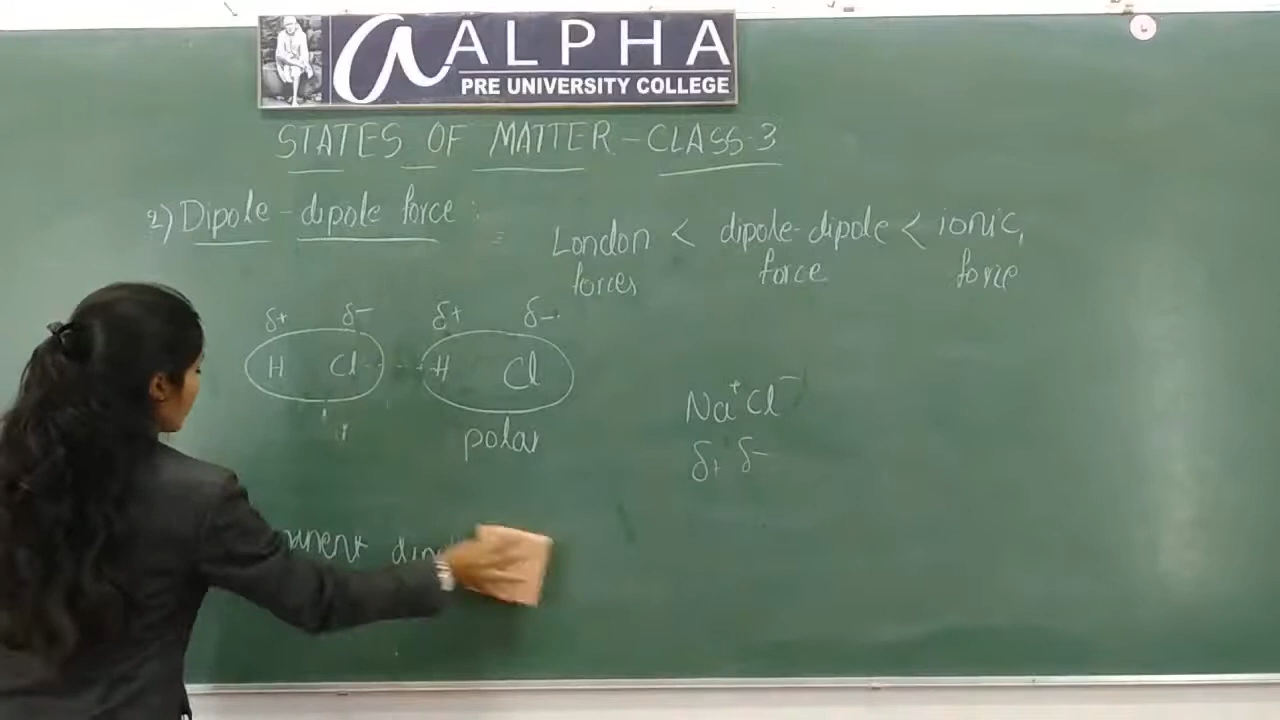 a ALPHA
PRE UNIVERSITY COLLEGE
6
STATES OF MATTER - CLASS-3
2) Dipole - dipole force :
London < dipole-dipole < ionic
forces force force
δ+ δ- δ+ δ-
H Cl - - - H Cl
polar
Na⁺Cl⁻
δ+ δ-